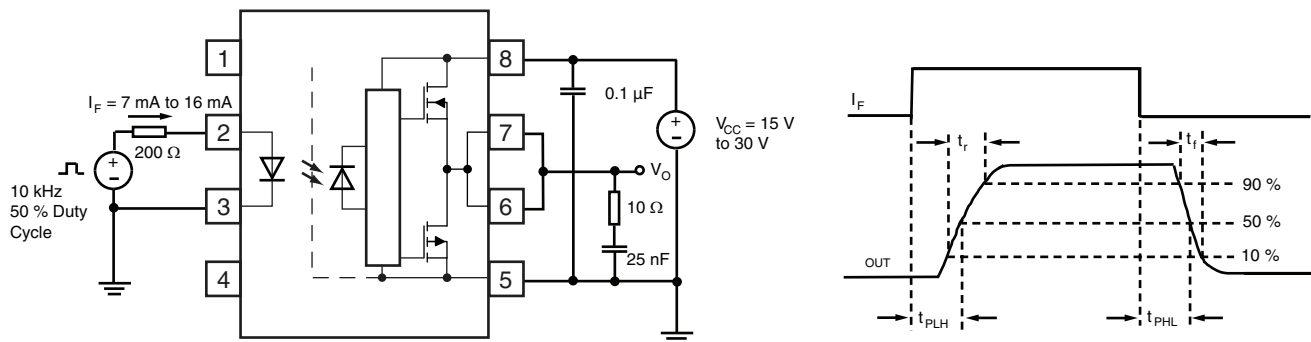 1
2
3
4
8
7
6
5
I_F = 7 mA to 16 mA
200 Ω
+
-
10 kHz
50 % Duty
Cycle
0.1 µF
V_O
10 Ω
25 nF
+
-
V_CC = 15 V
to 30 V
I_F
t_r
t_f
90 %
50 %
10 %
OUT
t_PLH
t_PHL